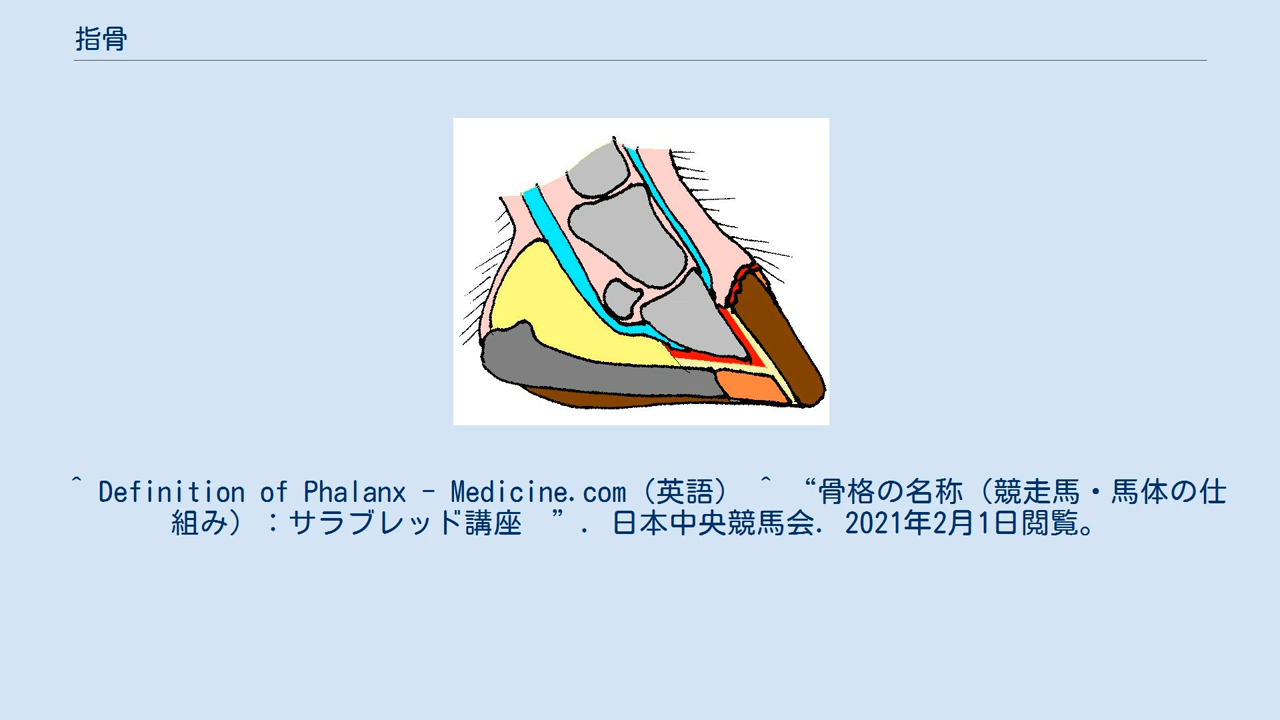 指骨
^ Definition of Phalanx - Medicine.com（英語） ^ “骨格の名称（競走馬・馬体の仕
組み）：サラブレッド講座　”. 日本中央競馬会. 2021年2月1日閲覧。